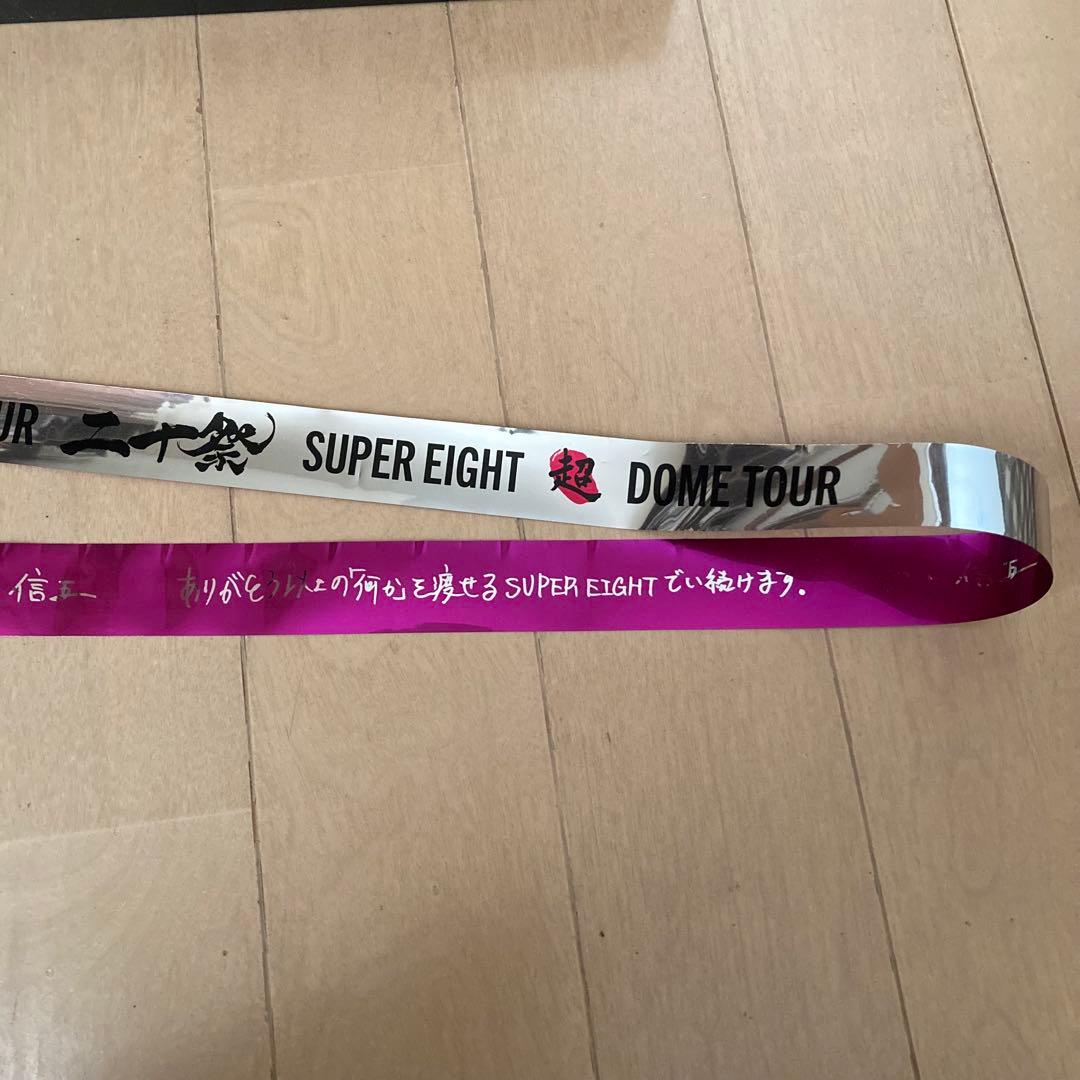 UR 二十祭 SUPER EIGHT 超 DOME TOUR
信五 ありがとう以上の「何か」を渡せるSUPER EIGHTでい続けます。 五